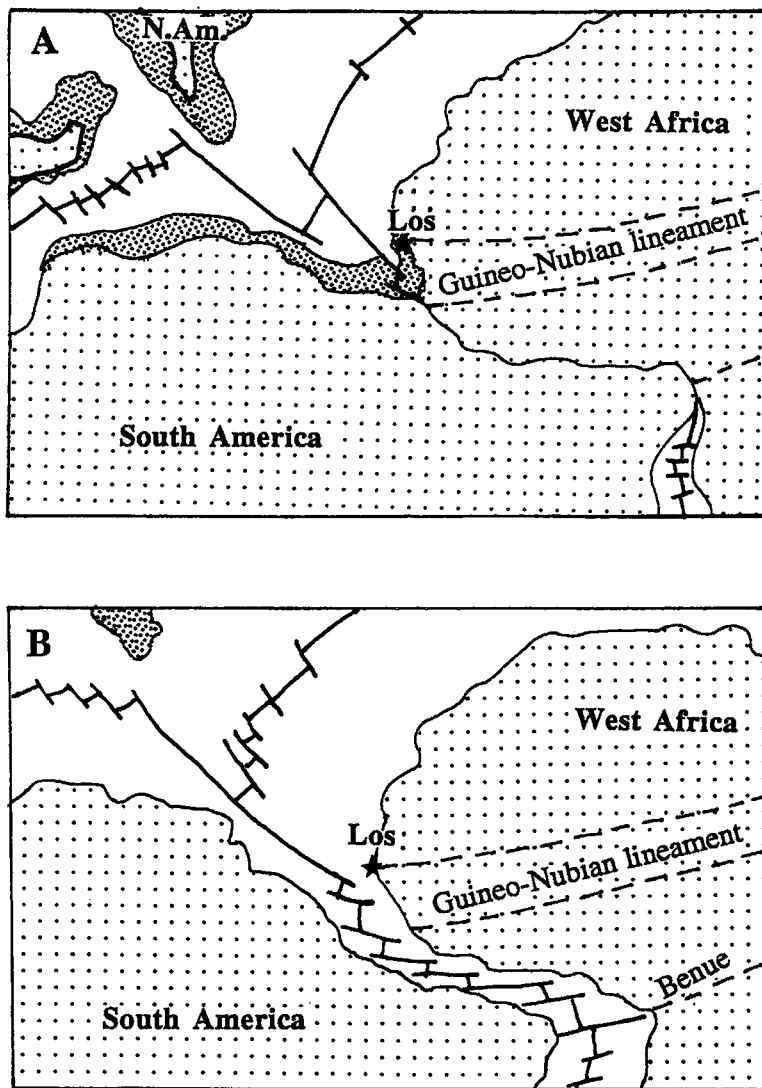 A
N.Am.
West Africa
Los
Guineo-Nubian lineament
South America
B
West Africa
Los
Guineo-Nubian lineament
Benue
South America